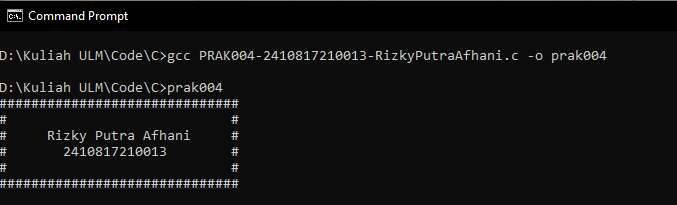 Command Prompt
D:\Kuliah ULM\Code\C>gcc PRAK004-2410817210013-RizkyPutraAfhani.c -o prak004
D:\Kuliah ULM\Code\C>prak004
##############################
#                            #
#     Rizky Putra Afhani     #
#       2410817210013        #
#                            #
##############################